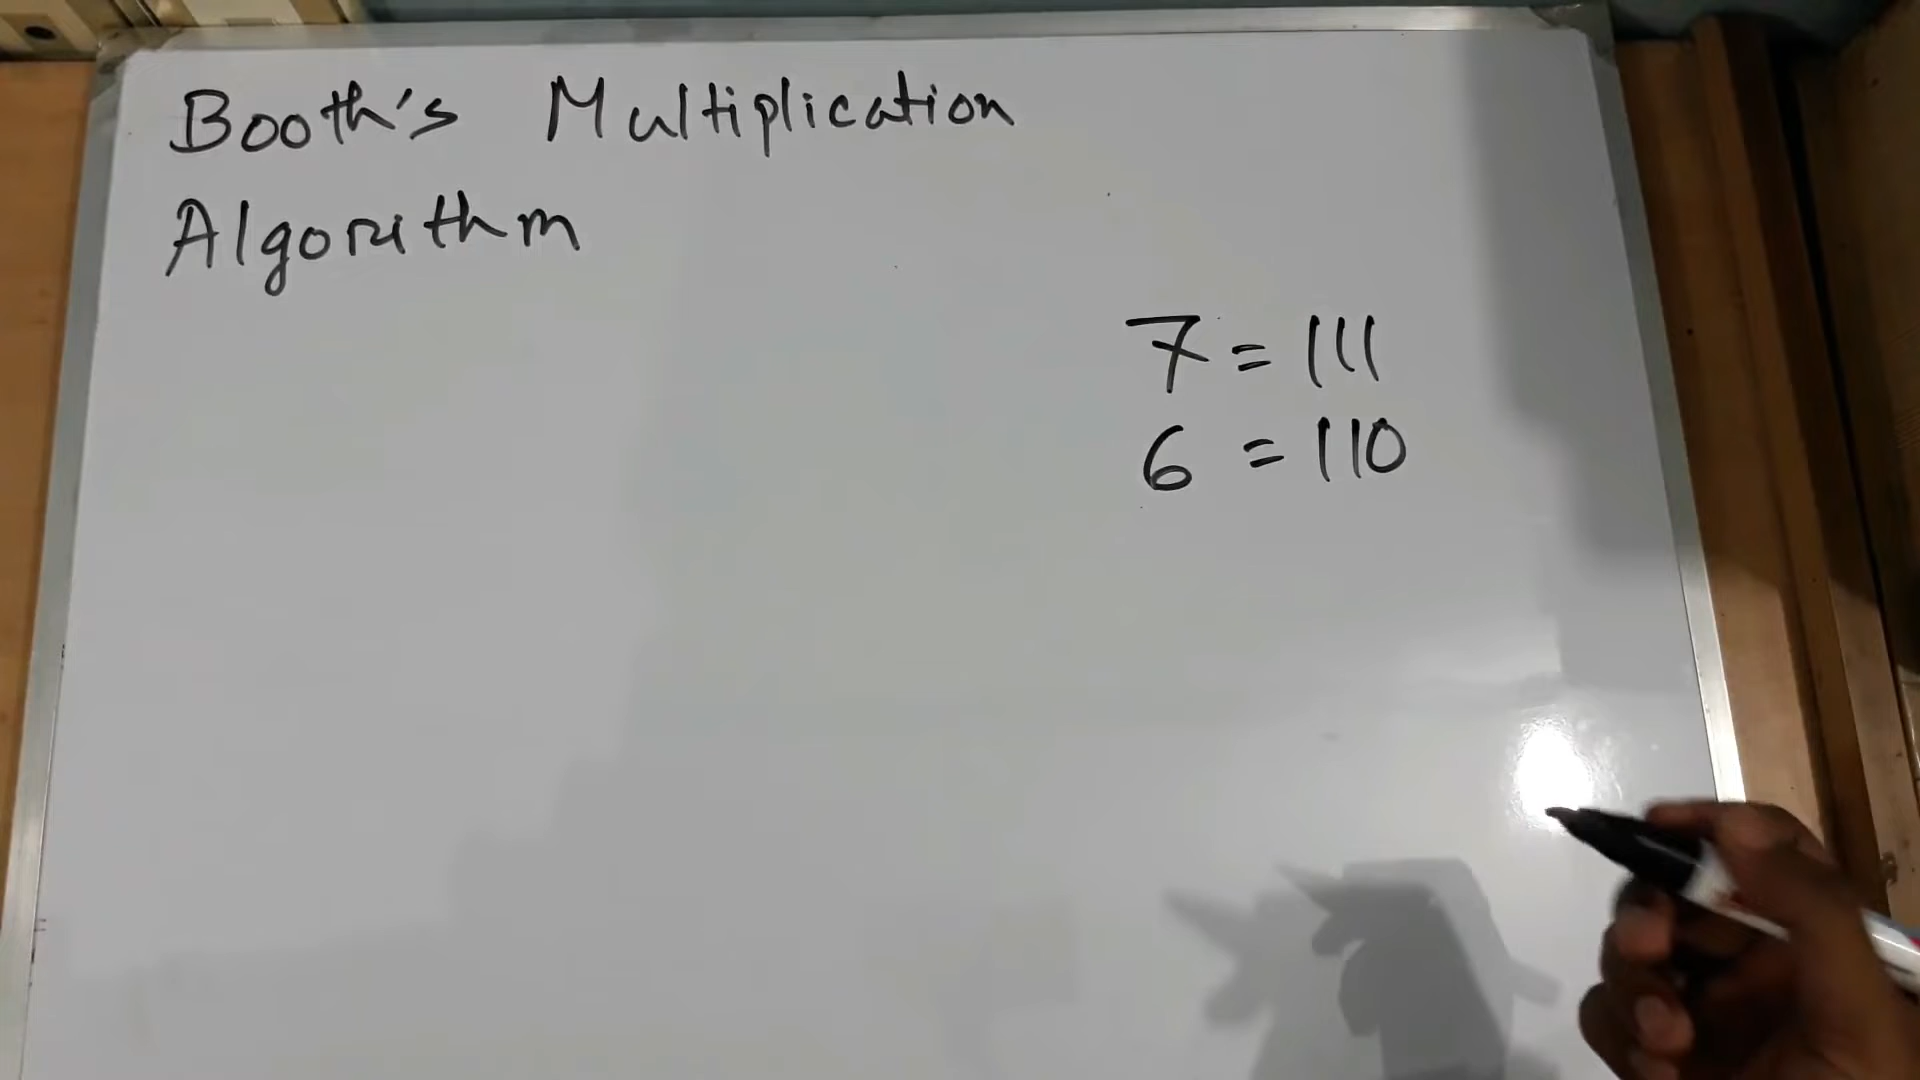 Booth's Multiplication
Algorithm
7 = 111
6 = 110